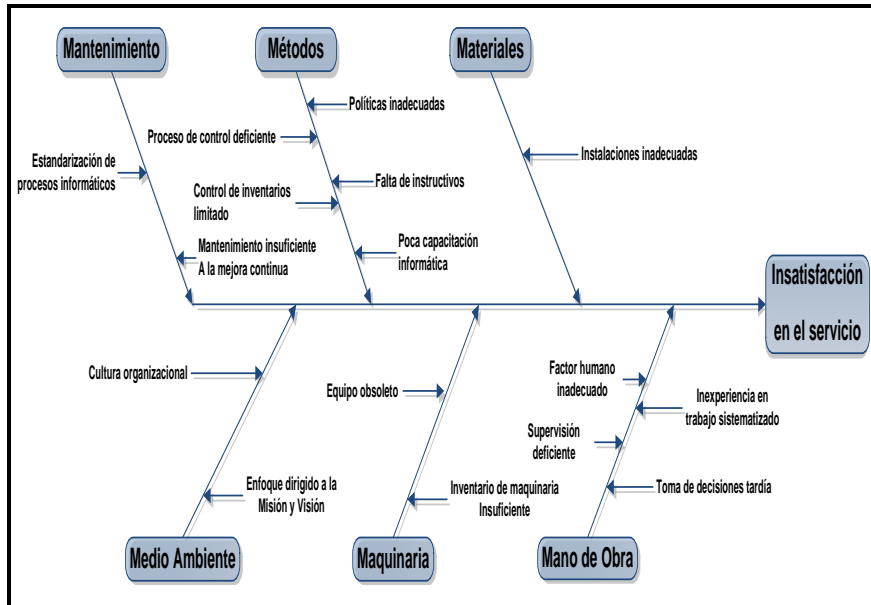 Mantenimiento
Métodos
Materiales
Políticas inadecuadas
Proceso de control deficiente
Instalaciones inadecuadas
Estandarización de
procesos informáticos
Falta de instructivos
Control de inventarios
limitado
Mantenimiento insuficiente
A la mejora continua
Poca capacitación
informática
Insatisfacción
en el servicio
Cultura organizacional
Equipo obsoleto
Factor humano
inadecuado
Inexperiencia en
trabajo sistematizado
Supervisión
deficiente
Enfoque dirigido a la
Misión y Visión
Inventario de maquinaria
Insuficiente
Toma de decisiones tardía
Medio Ambiente
Maquinaria
Mano de Obra